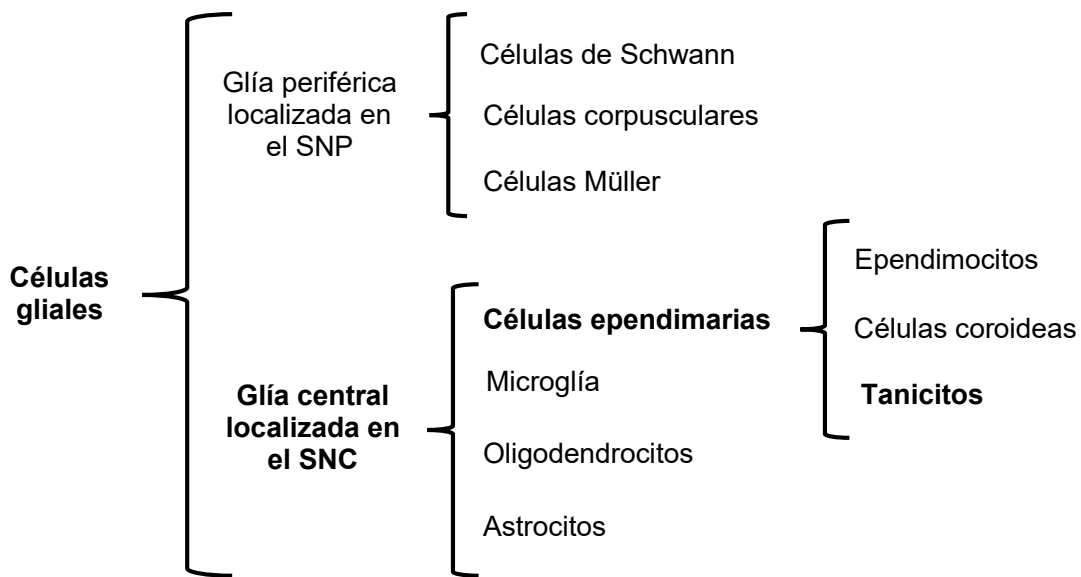 Células
gliales
Glía periférica
localizada en
el SNP
Células de Schwann
Células corpusculares
Células Müller
Glía central
localizada en
el SNC
Células ependimarias
Microglía
Oligodendrocitos
Astrocitos
Ependimocitos
Células coroideas
Tanicitos